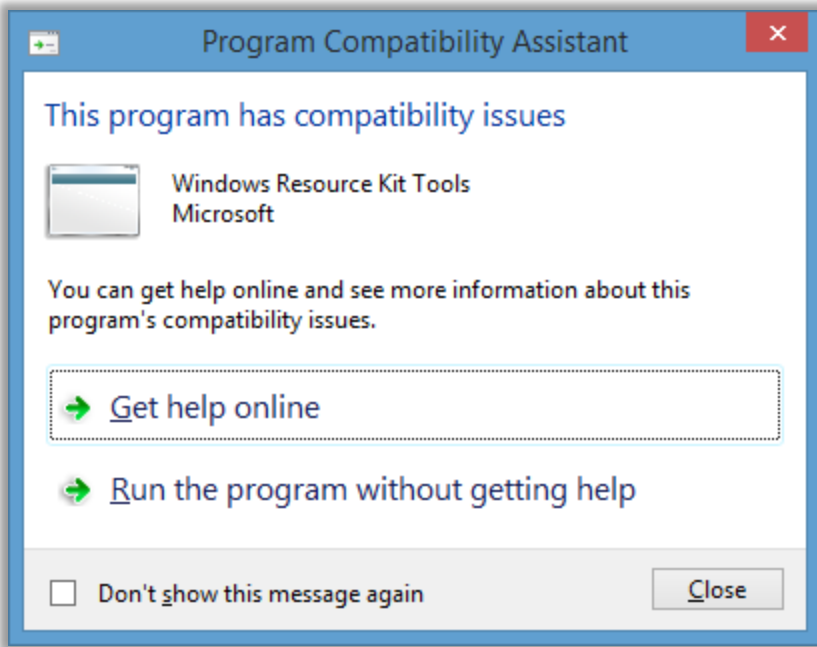 Program Compatibility Assistant
This program has compatibility issues
Windows Resource Kit Tools
Microsoft
You can get help online and see more information about this
program's compatibility issues.
Get help online
Run the program without getting help
Don't show this message again
Close